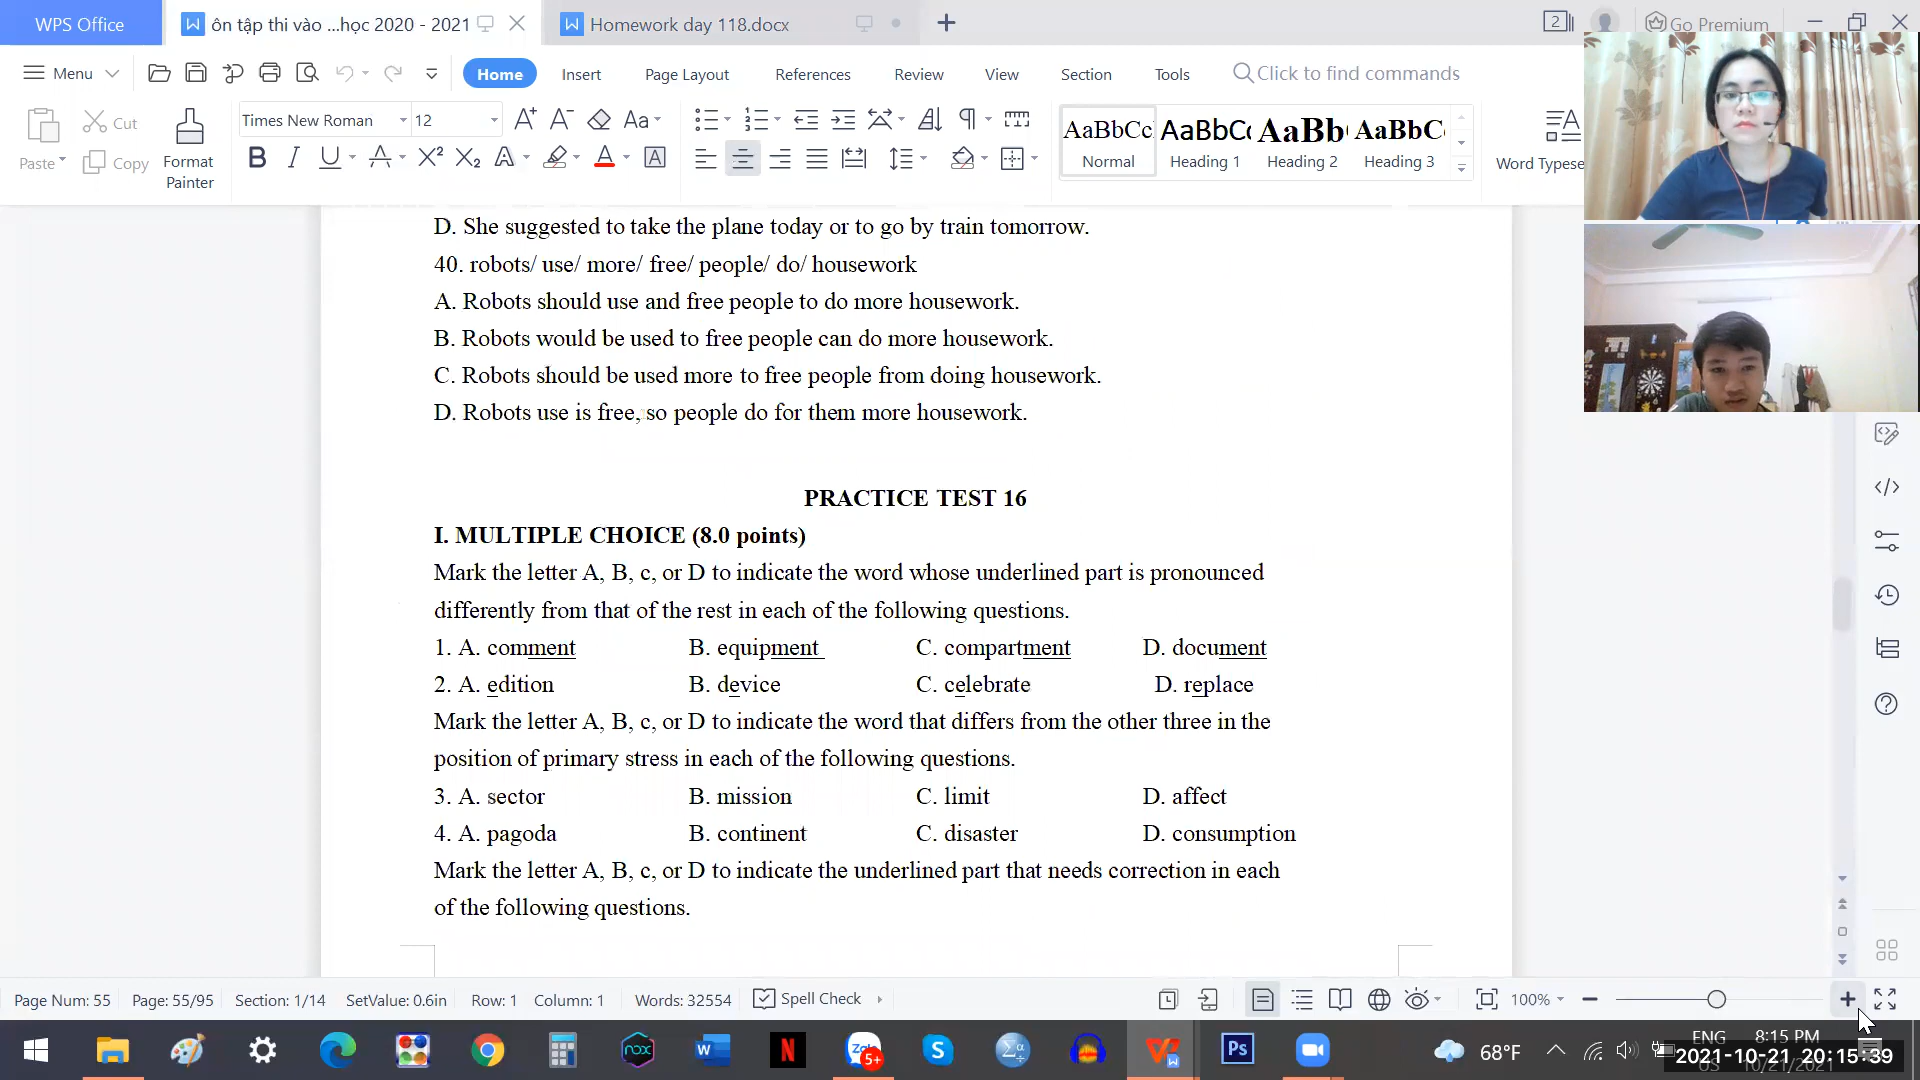 WPS Office
ôn tập thi vào ...học 2020 - 2021
Homework day 118.docx
2
Go Premium
Menu
Home
Insert
Page Layout
References
Review
View
Section
Tools
Click to find commands
Paste
Cut
Copy
Format
Painter
Times New Roman
12
AaBbCc
AaBbCc
AaBb
AaBbC
Normal
Heading 1
Heading 2
Heading 3
Word Typese
D. She suggested to take the plane today or to go by train tomorrow.
40. robots/ use/ more/ free/ people/ do/ housework
A. Robots should use and free people to do more housework.
B. Robots would be used to free people can do more housework.
C. Robots should be used more to free people from doing housework.
D. Robots use is free, so people do for them more housework.
PRACTICE TEST 16
I. MULTIPLE CHOICE (8.0 points)
Mark the letter A, B, c, or D to indicate the word whose underlined part is pronounced
differently from that of the rest in each of the following questions.
1. A. comment B. equipment C. compartment D. document
2. A. edition B. device C. celebrate D. replace
Mark the letter A, B, c, or D to indicate the word that differs from the other three in the
position of primary stress in each of the following questions.
3. A. sector B. mission C. limit D. affect
4. A. pagoda B. continent C. disaster D. consumption
Mark the letter A, B, c, or D to indicate the underlined part that needs correction in each
of the following questions.
Page Num: 55 Page: 55/95 Section: 1/14 SetValue: 0.6in Row: 1 Column: 1 Words: 32554 Spell Check
100%
68°F
ENG
8:15 PM
2021-10-21 20:15:39